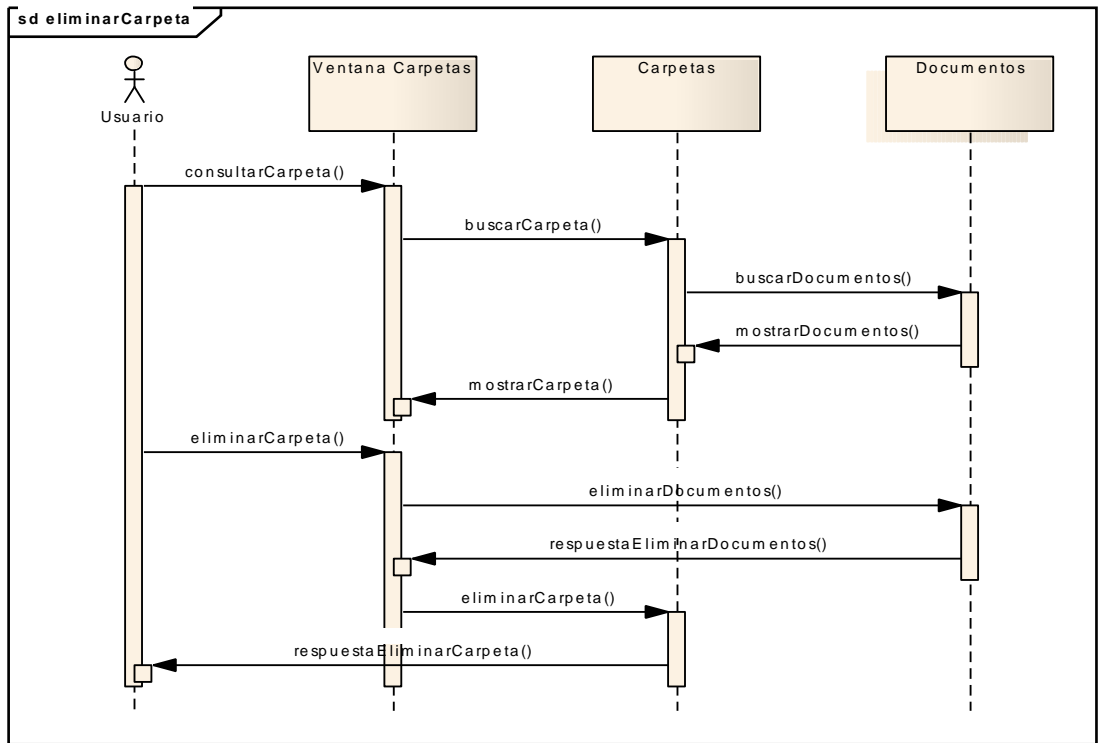 sd eliminarCarpeta
Usuario
Ventana Carpetas
Carpetas
Documentos
consultarCarpeta()
buscarCarpeta()
buscarDocumentos()
mostrarDocumentos()
mostrarCarpeta()
eliminarCarpeta()
eliminarDocumentos()
respuestaEliminarDocumentos()
eliminarCarpeta()
respuestaEliminarCarpeta()